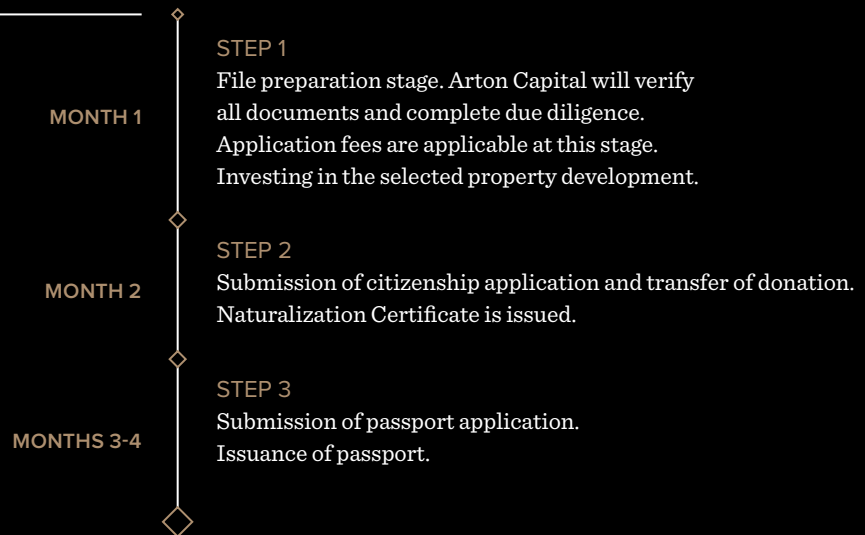 STEP 1
File preparation stage. Arton Capital will verify
all documents and complete due diligence.
MONTH 1
Application fees are applicable at this stage.
Investing in the selected property development.
STEP 2
Submission of citizenship application and transfer of donation.
MONTH 2
Naturalization Certificate is issued.
STEP 3
Submission of passport application.
MONTHS 3-4
Issuance of passport.